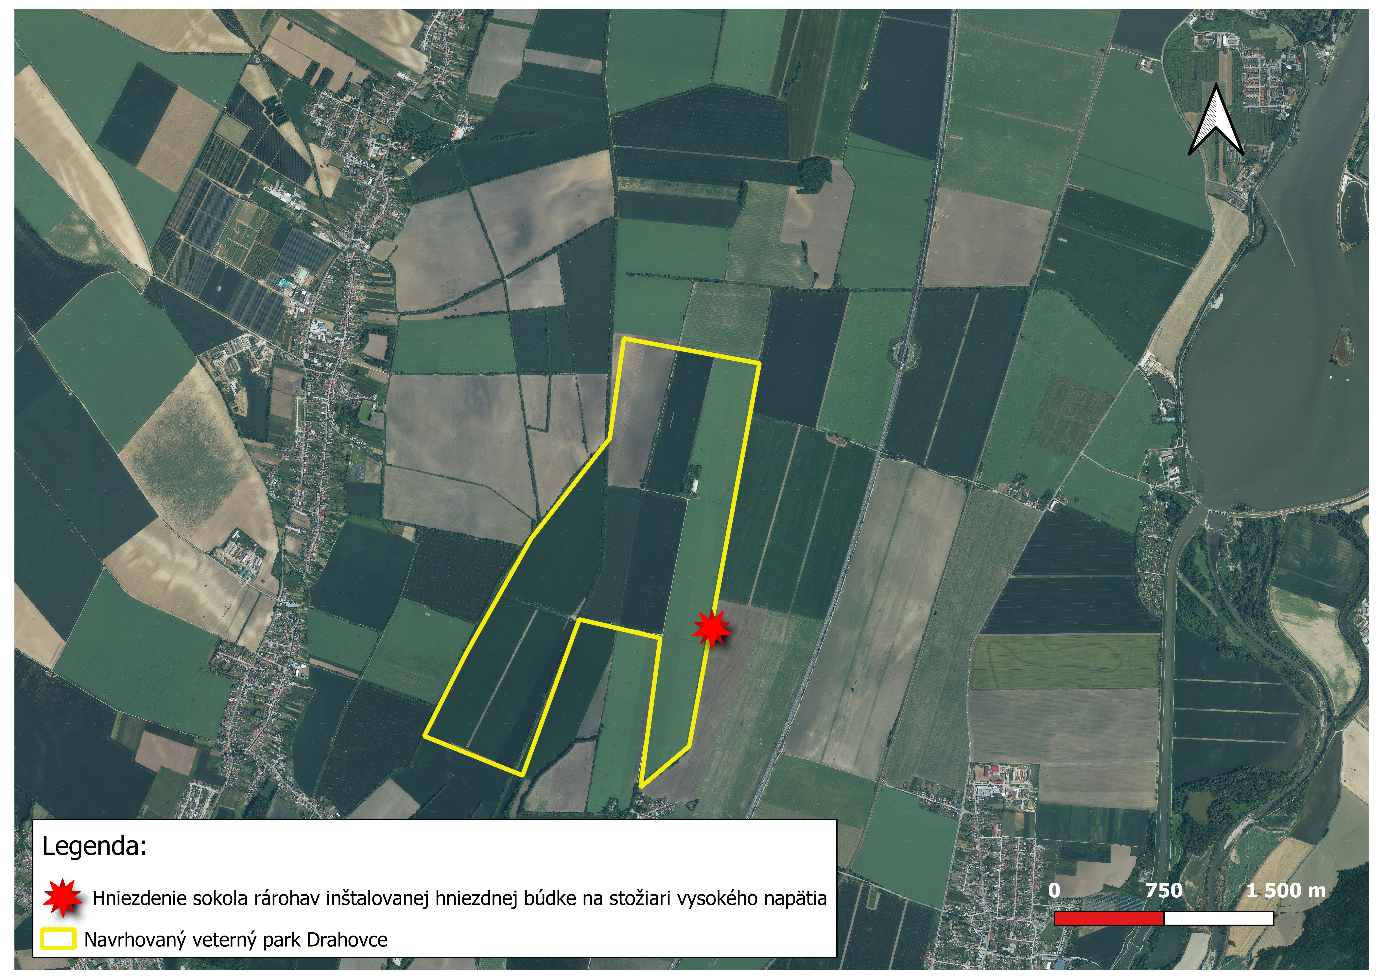 Legenda:
Hniezdenie sokola rárohav inštalovanej hniezdnej búdke na stožiari vysokého napätia
Navrhovaný veterný park Drahovce
0 750 1 500 m